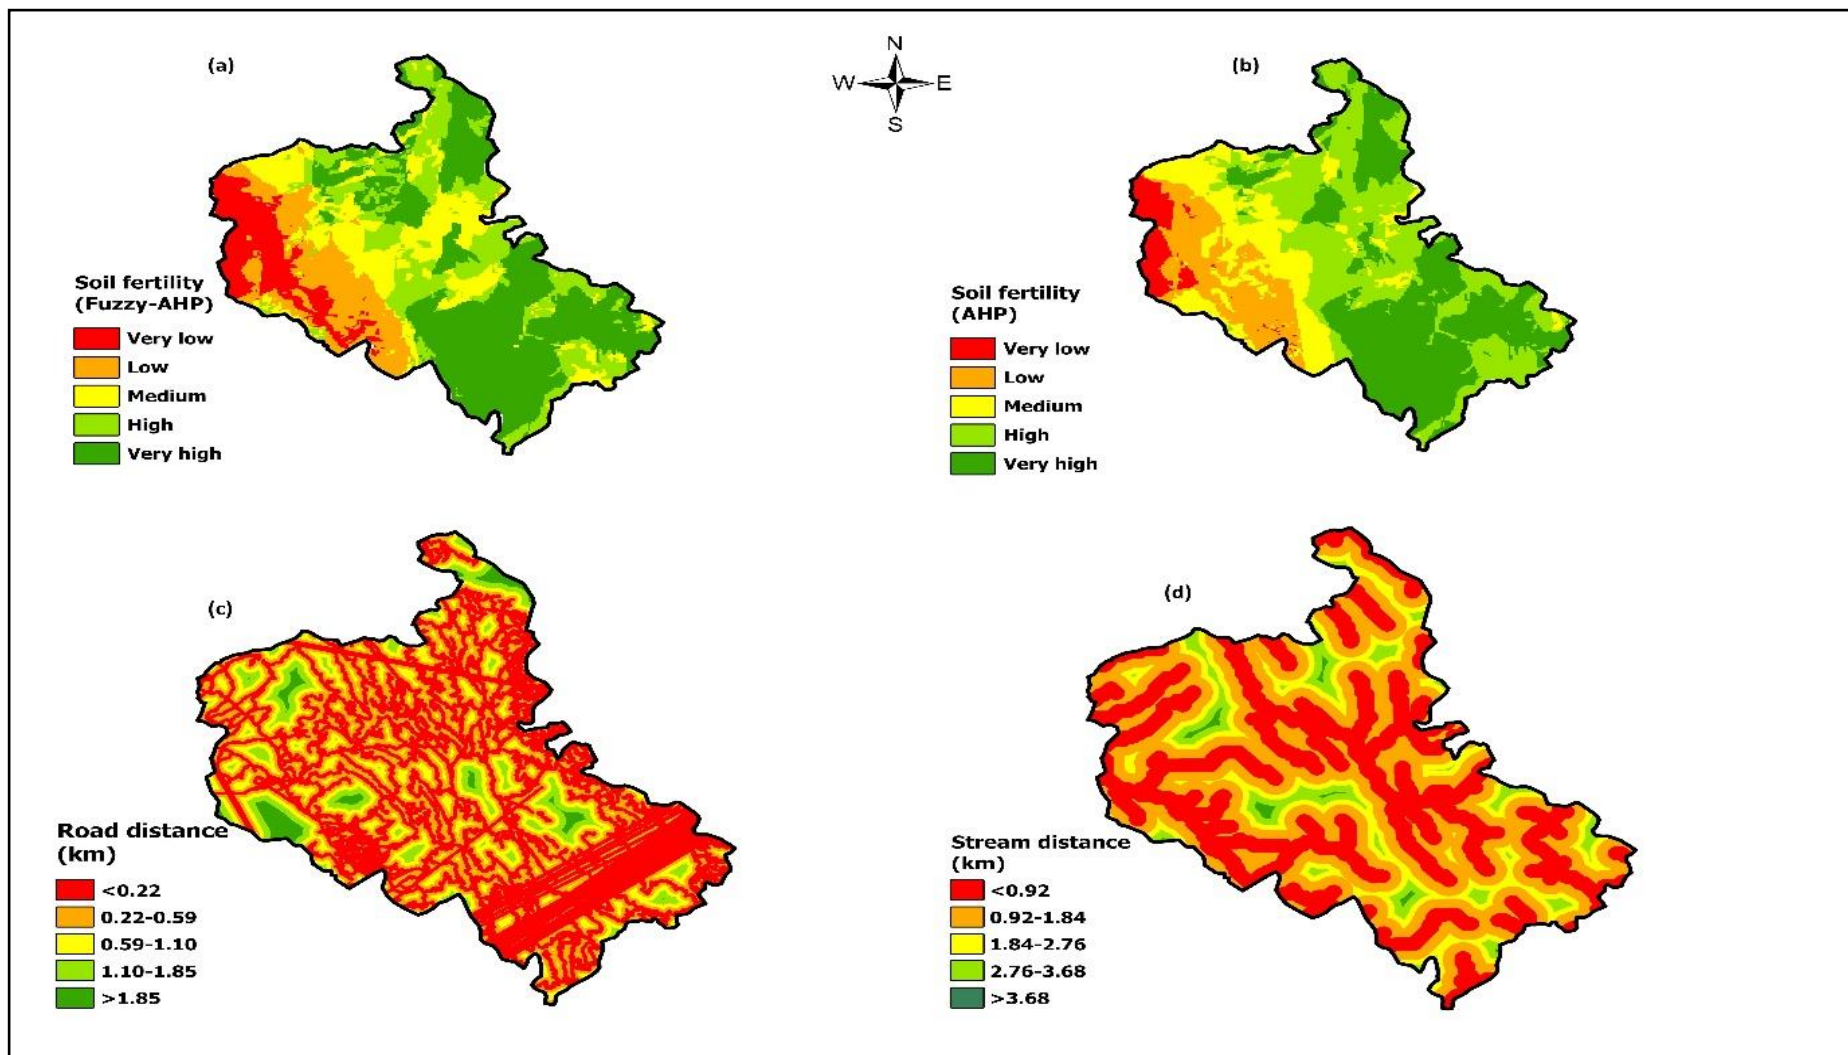 (a)
N
W E
S
(b)
Soil fertility
(Fuzzy-AHP)
Very low
Low
Medium
High
Very high
Soil fertility
(AHP)
Very low
Low
Medium
High
Very high
(c)
Road distance
(km)
<0.22
0.22-0.59
0.59-1.10
1.10-1.85
>1.85
(d)
Stream distance
(km)
<0.92
0.92-1.84
1.84-2.76
2.76-3.68
>3.68